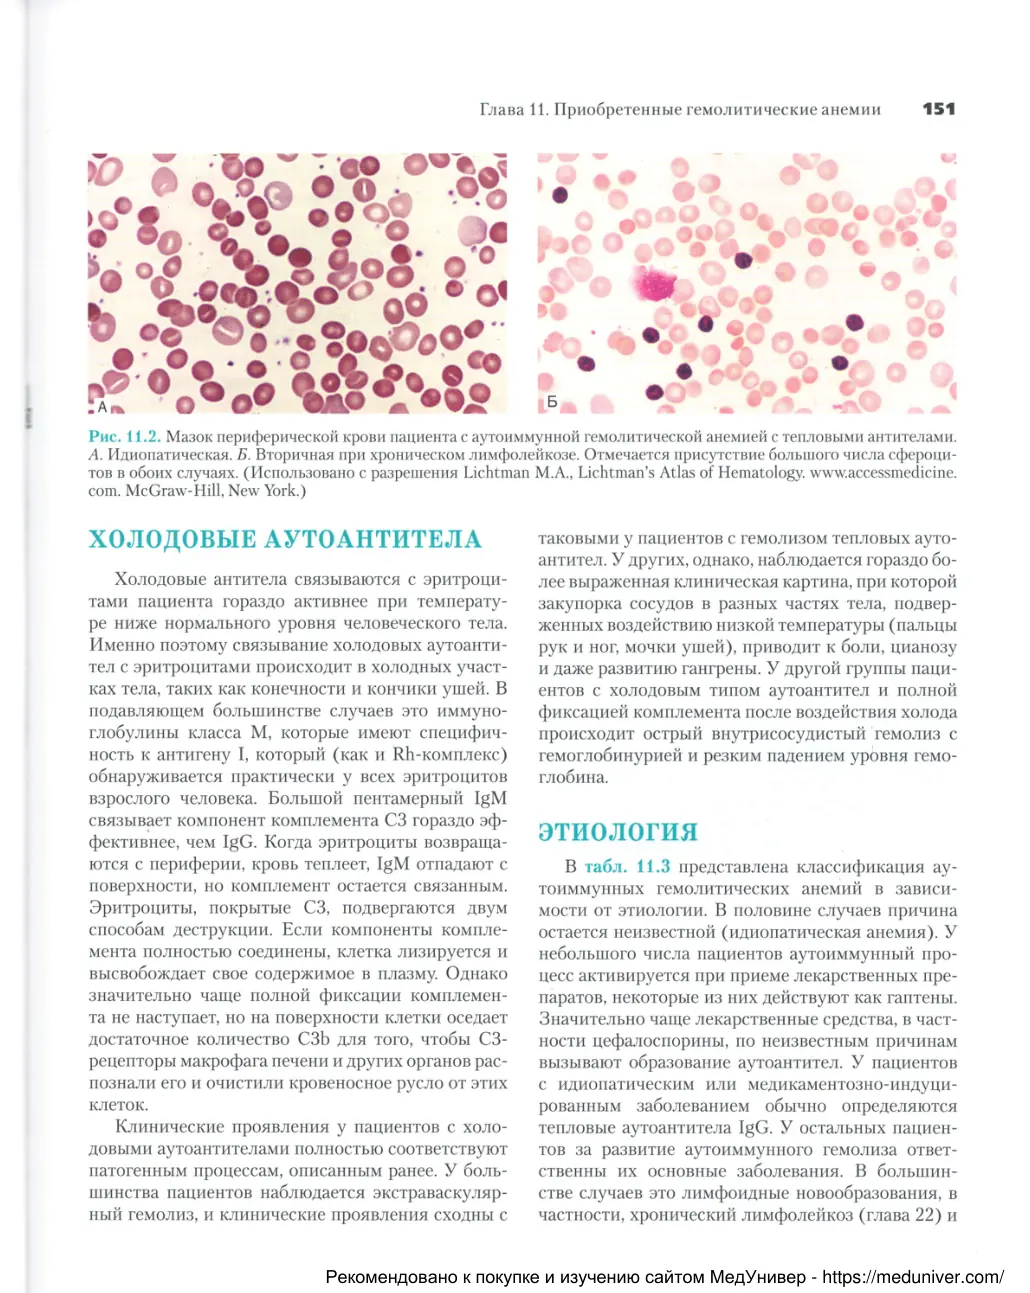 Глава 11. Приобретенные гемолитические анемии 151
А
Б
Рис. 11.2. Мазок периферической крови пациента с аутоиммунной гемолитической анемией с тепловыми антителами.
А. Идиопатическая. Б. Вторичная при хроническом лимфолейкозе. Отмечается присутствие большого числа сфероци-
тов в обоих случаях. (Использовано с разрешения Lichtman M.A., Lichtman's Atlas of Hematology. www.accessmedicine.
com. McGraw-Hill, New York.)
ХОЛОДОВЫЕ АУТОАНТИТЕЛА
Холодовые антитела связываются с эритроци-
тами пациента гораздо активнее при температу-
ре ниже нормального уровня человеческого тела.
Именно поэтому связывание холодовых аутоанти-
тел с эритроцитами происходит в холодных участ-
ках тела, таких как конечности и кончики ушей. В
подавляющем большинстве случаев это иммуно-
глобулины класса М, которые имеют специфич-
ность к антигену I, который (как и Rh-комплекс)
обнаруживается практически у всех эритроцитов
взрослого человека. Большой пентамерный IgM
связывает компонент комплемента С3 гораздо эф-
фективнее, чем IgG. Когда эритроциты возвраща-
ются с периферии, кровь теплеет, IgM отпадают с
поверхности, но комплемент остается связанным.
Эритроциты, покрытые С3, подвергаются двум
способам деструкции. Если компоненты компле-
мента полностью соединены, клетка лизируется и
высвобождает свое содержимое в плазму. Однако
значительно чаще полной фиксации комплемен-
та не наступает, но на поверхности клетки оседает
достаточное количество С3b для того, чтобы С3-
рецепторы макрофага печени и других органов рас-
познали его и очистили кровеносное русло от этих
клеток.
Клинические проявления у пациентов с холо-
довыми аутоантителами полностью соответствуют
патогенным процессам, описанным ранее. У боль-
шинства пациентов наблюдается экстраваскуляр-
ный гемолиз, и клинические проявления сходны с
таковыми у пациентов с гемолизом тепловых ауто-
антител. У других, однако, наблюдается гораздо бо-
лее выраженная клиническая картина, при которой
закупорка сосудов в разных частях тела, подвер-
женных воздействию низкой температуры (пальцы
рук и ног, мочки ушей), приводит к боли, цианозу
и даже развитию гангрены. У другой группы паци-
ентов с холодовым типом аутоантител и полной
фиксацией комплемента после воздействия холода
происходит острый внутрисосудистый гемолиз с
гемоглобинурией и резким падением уровня гемо-
глобина.
ЭТИОЛОГИЯ
В табл. 11.3 представлена классификация ау-
тоиммунных гемолитических анемий в зависи-
мости от этиологии. В половине случаев причина
остается неизвестной (идиопатическая анемия). У
небольшого числа пациентов аутоиммунный про-
цесс активируется при приеме лекарственных пре-
паратов, некоторые из них действуют как гаптены.
Значительно чаще лекарственные средства, в част-
ности цефалоспорины, по неизвестным причинам
вызывают образование аутоантител. У пациентов
с идиопатическим или медикаментозно-индуци-
рованным заболеванием обычно определяются
тепловые аутоантитела IgG. У остальных пациен-
тов за развитие аутоиммунного гемолиза ответ-
ственны их основные заболевания. В большин-
стве случаев это лимфоидные новообразования, в
частности, хронический лимфолейкоз (глава 22) и
Рекомендовано к покупке и изучению сайтом МедУнивер - https://meduniver.com/